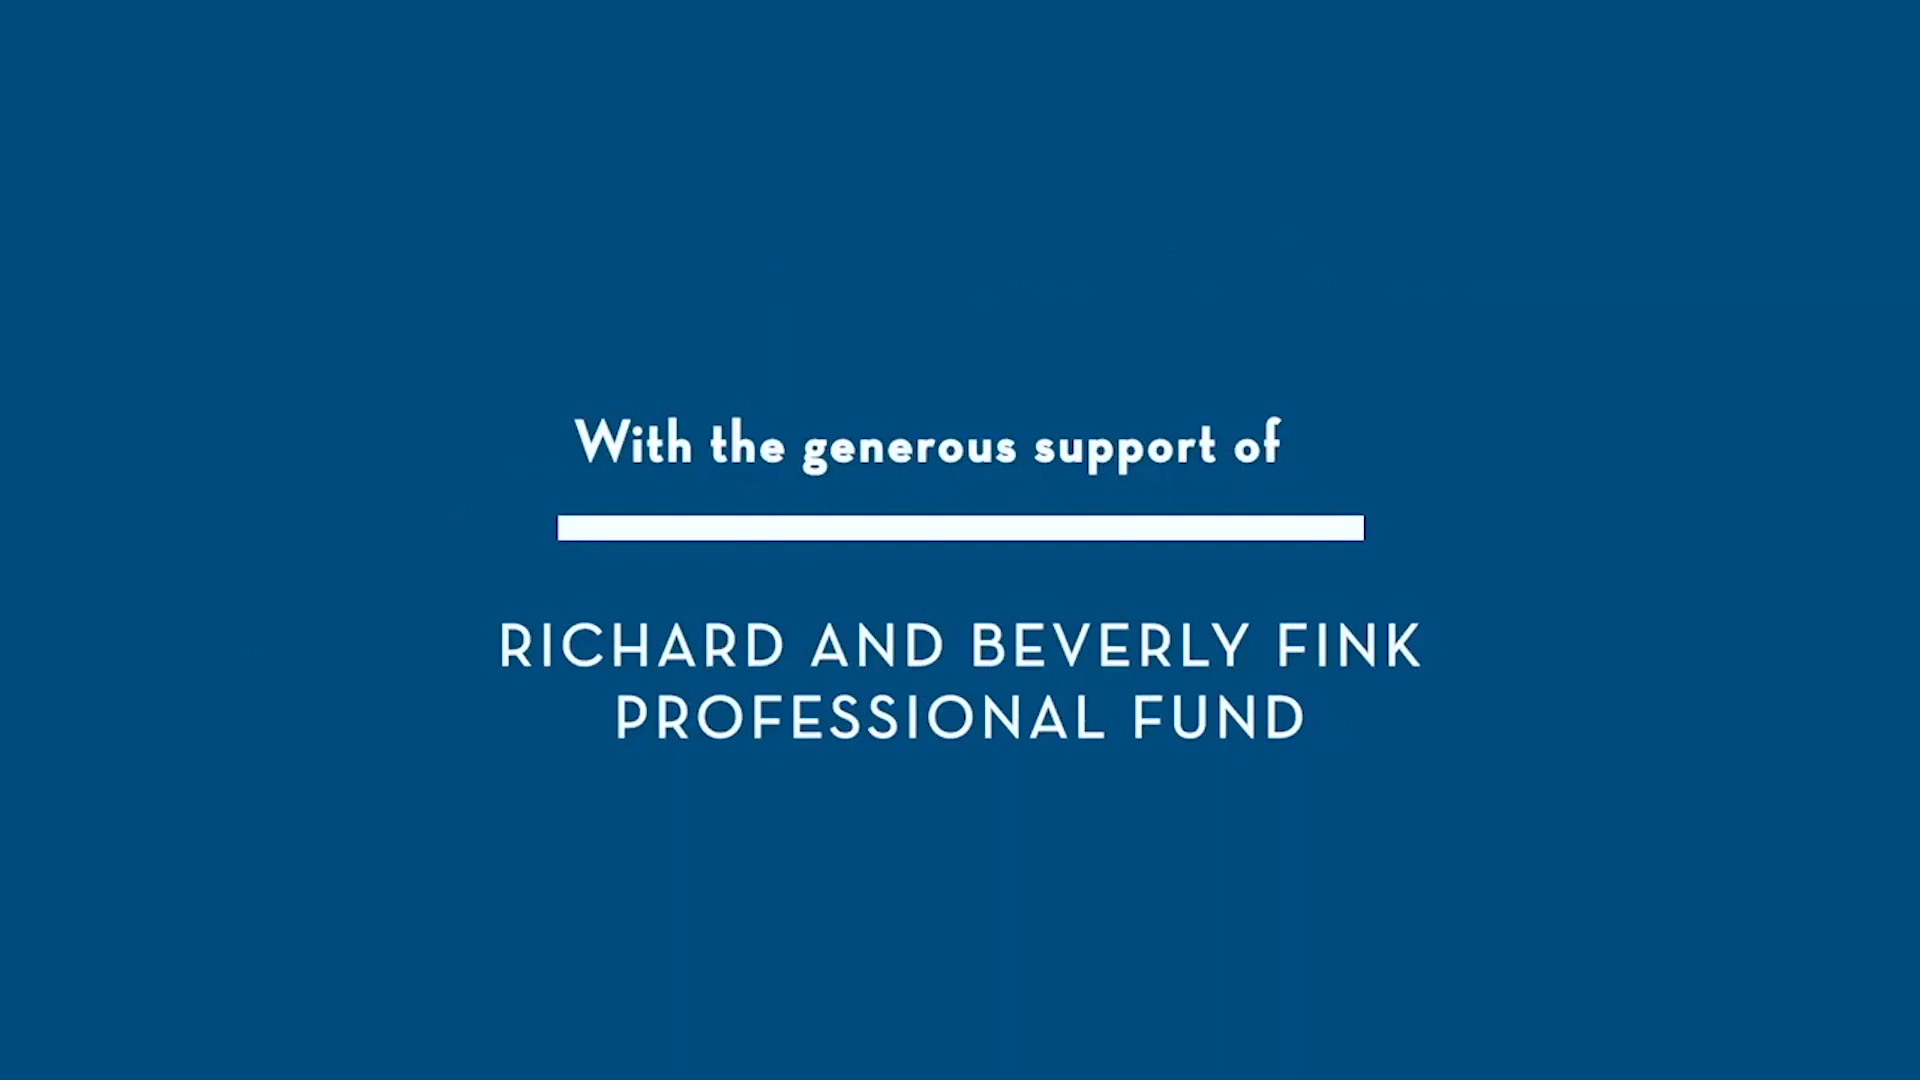 With the generous support of
RICHARD AND BEVERLY FINK
PROFESSIONAL FUND